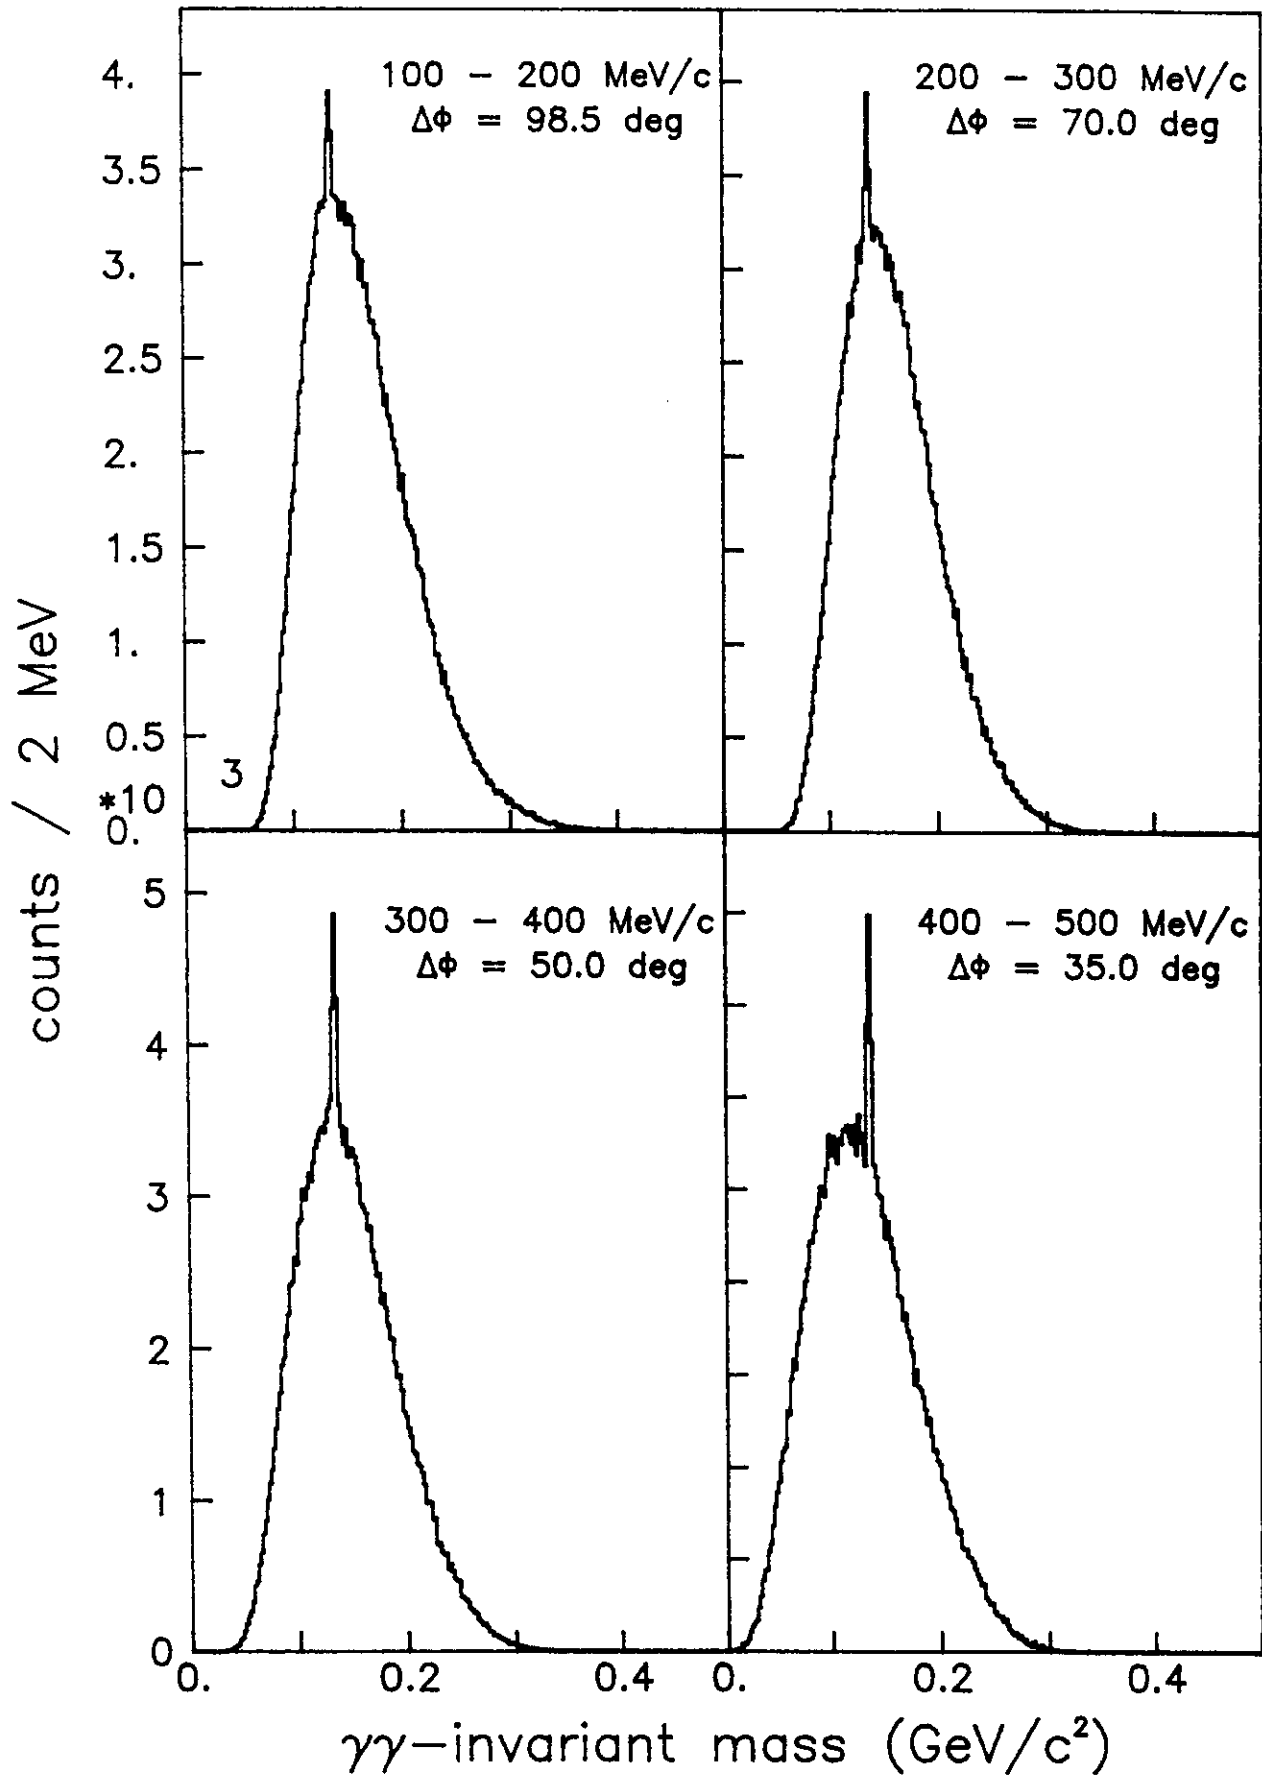 4.
3.5
3.
2.5
2.
1.5
1.
0.5
3
*10
0.
100 - 200 MeV/c
ΔΦ = 98.5 deg
200 - 300 MeV/c
ΔΦ = 70.0 deg
counts / 2 MeV
5
4
3
2
1
0
300 - 400 MeV/c
ΔΦ = 50.0 deg
400 - 500 MeV/c
ΔΦ = 35.0 deg
0. 0.2 0.4 0. 0.2 0.4
γγ-invariant mass (GeV/c²)